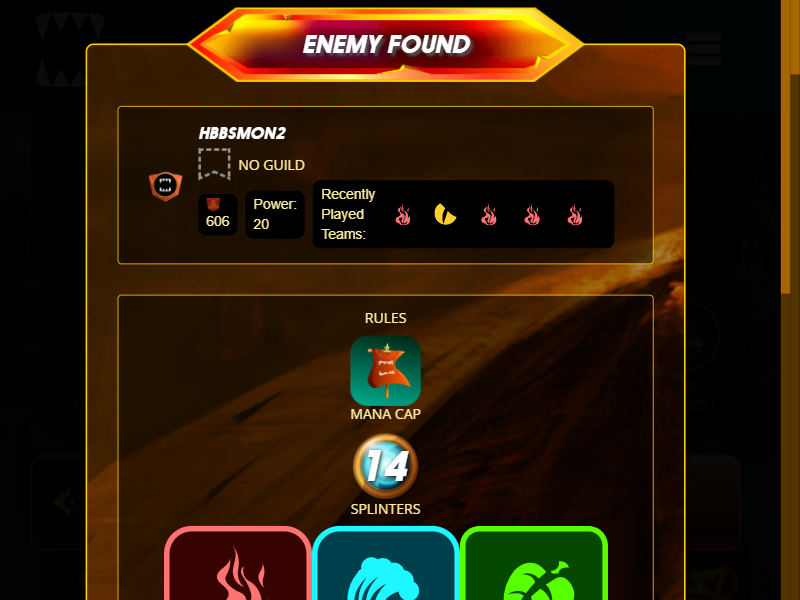 ENEMY FOUND
HBBSMON2
NO GUILD
606
Power:
20
Recently
Played
Teams:
RULES
MANA CAP
14
SPLINTERS